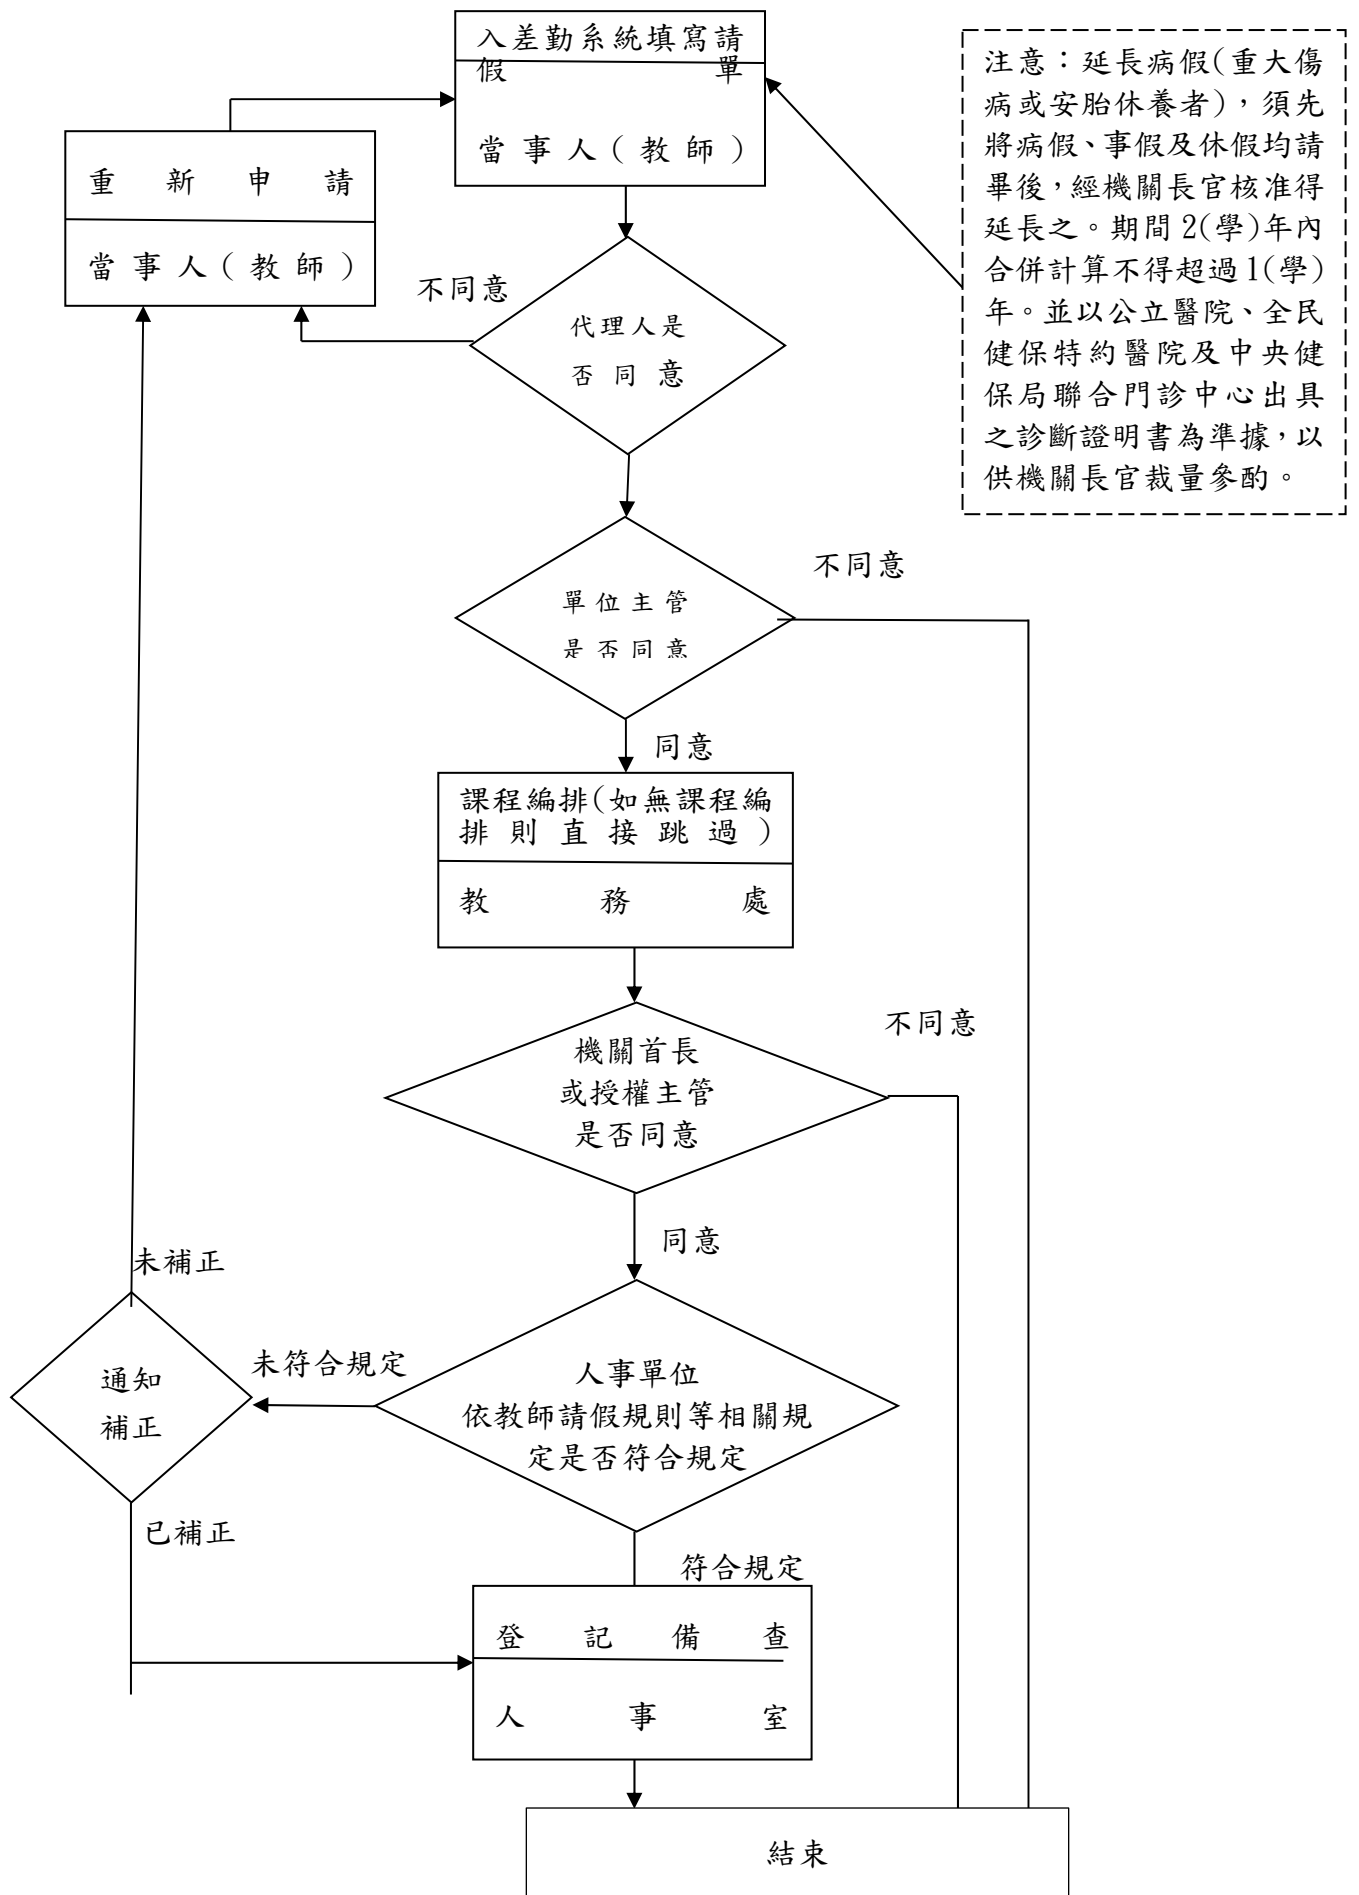 入差勤系統填寫請
假單
當事人(教師)
注意：延長病假(重大傷
病或安胎休養者)，須先
將病假、事假及休假均請
畢後，經機關長官核准得
延長之。期間2(學)年內
合併計算不得超過1(學)
年。並以公立醫院、全民
健保特約醫院及中央健
保局聯合門診中心出具
之診斷證明書為準據，以
供機關長官裁量參酌。
重新申請
當事人(教師)
不同意
代理人是
否同意
不同意
單位主管
是否同意
同意
課程編排(如無課程編
排則直接跳過)
教務處
不同意
機關首長
或授權主管
是否同意
同意
未補正
未符合規定
通知
補正
人事單位
依教師請假規則等相關規
定是否符合規定
已補正
符合規定
登記備查
人事室
結束